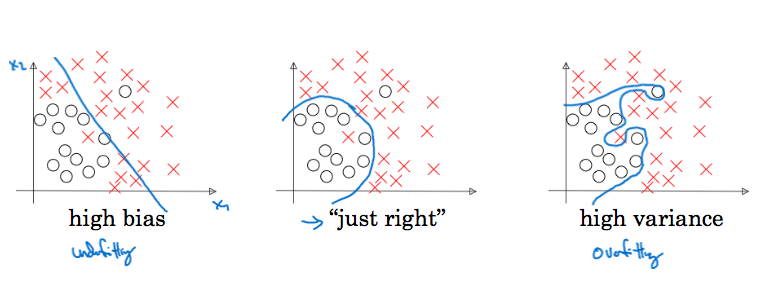 x2
x1
high bias
"just right"
high variance
underfitting
overfitting